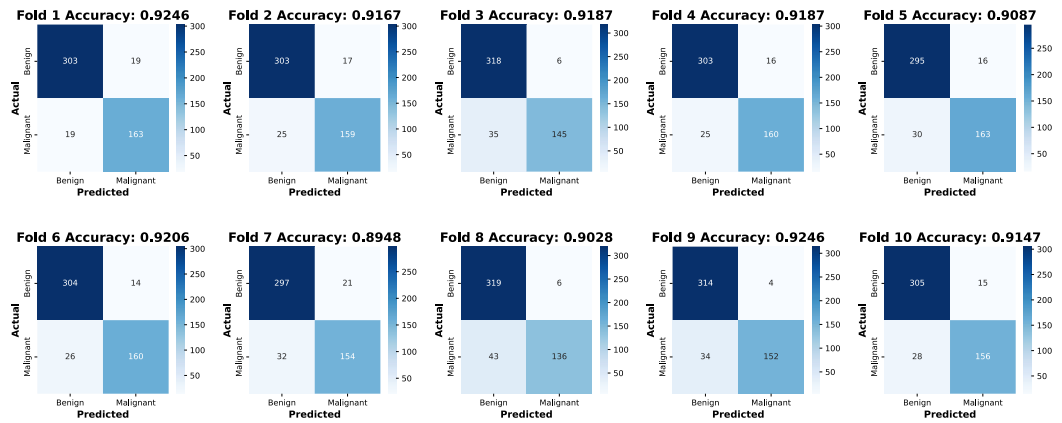 Fold 1 Accuracy: 0.9246
Benign
Malignant
Actual
303 19
19 163
300
250
200
150
100
50
Benign Malignant
Predicted
Fold 2 Accuracy: 0.9167
Benign
Malignant
Actual
303 17
25 159
300
250
200
150
100
50
Benign Malignant
Predicted
Fold 3 Accuracy: 0.9187
Benign
Malignant
Actual
318 6
35 145
300
250
200
150
100
50
Benign Malignant
Predicted
Fold 4 Accuracy: 0.9187
Benign
Malignant
Actual
303 16
25 160
300
250
200
150
100
50
Benign Malignant
Predicted
Fold 5 Accuracy: 0.9087
Benign
Malignant
Actual
295 16
30 163
250
200
150
100
50
Benign Malignant
Predicted
Fold 6 Accuracy: 0.9206
Benign
Malignant
Actual
304 14
26 160
300
250
200
150
100
50
Benign Malignant
Predicted
Fold 7 Accuracy: 0.8948
Benign
Malignant
Actual
297 21
32 154
250
200
150
100
50
Benign Malignant
Predicted
Fold 8 Accuracy: 0.9028
Benign
Malignant
Actual
319 6
43 136
300
250
200
150
100
50
Benign Malignant
Predicted
Fold 9 Accuracy: 0.9246
Benign
Malignant
Actual
314 4
34 152
300
250
200
150
100
50
Benign Malignant
Predicted
Fold 10 Accuracy: 0.9147
Benign
Malignant
Actual
305 15
28 156
300
250
200
150
100
50
Benign Malignant
Predicted